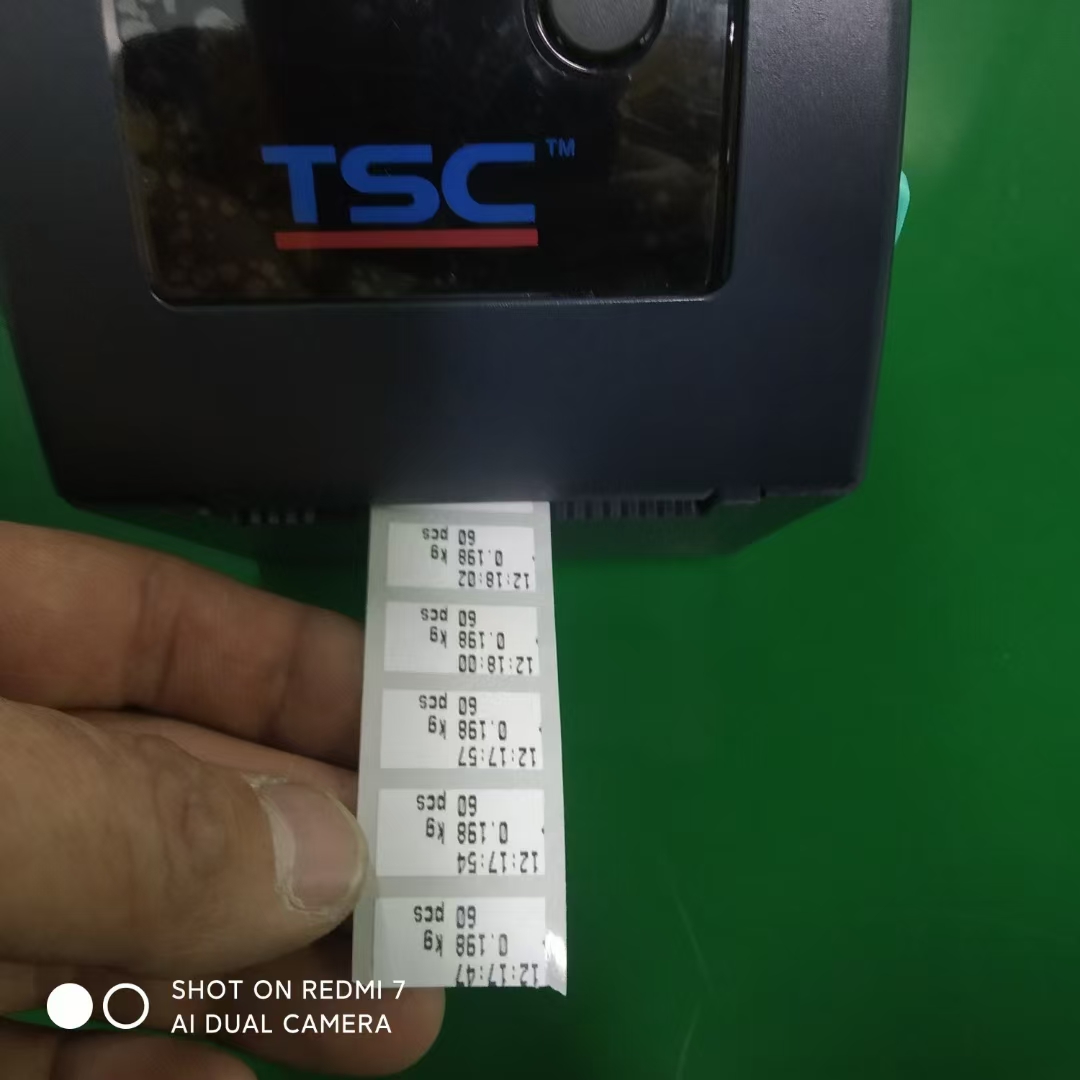 TSC™
12:17:47
0.198 kg
60 pcs
12:17:54
0.198 kg
60 pcs
12:17:57
0.198 kg
60 pcs
12:18:00
0.198 kg
60 pcs
12:18:02
0.198 kg
60 pcs
SHOT ON REDMI 7
AI DUAL CAMERA